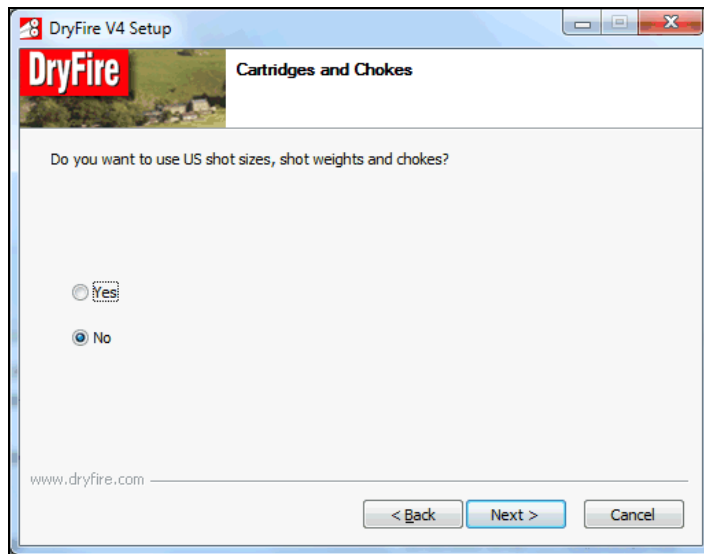 DryFire V4 Setup
DryFire
Cartridges and Chokes
Do you want to use US shot sizes, shot weights and chokes?
Yes
No
www.dryfire.com
< Back
Next >
Cancel